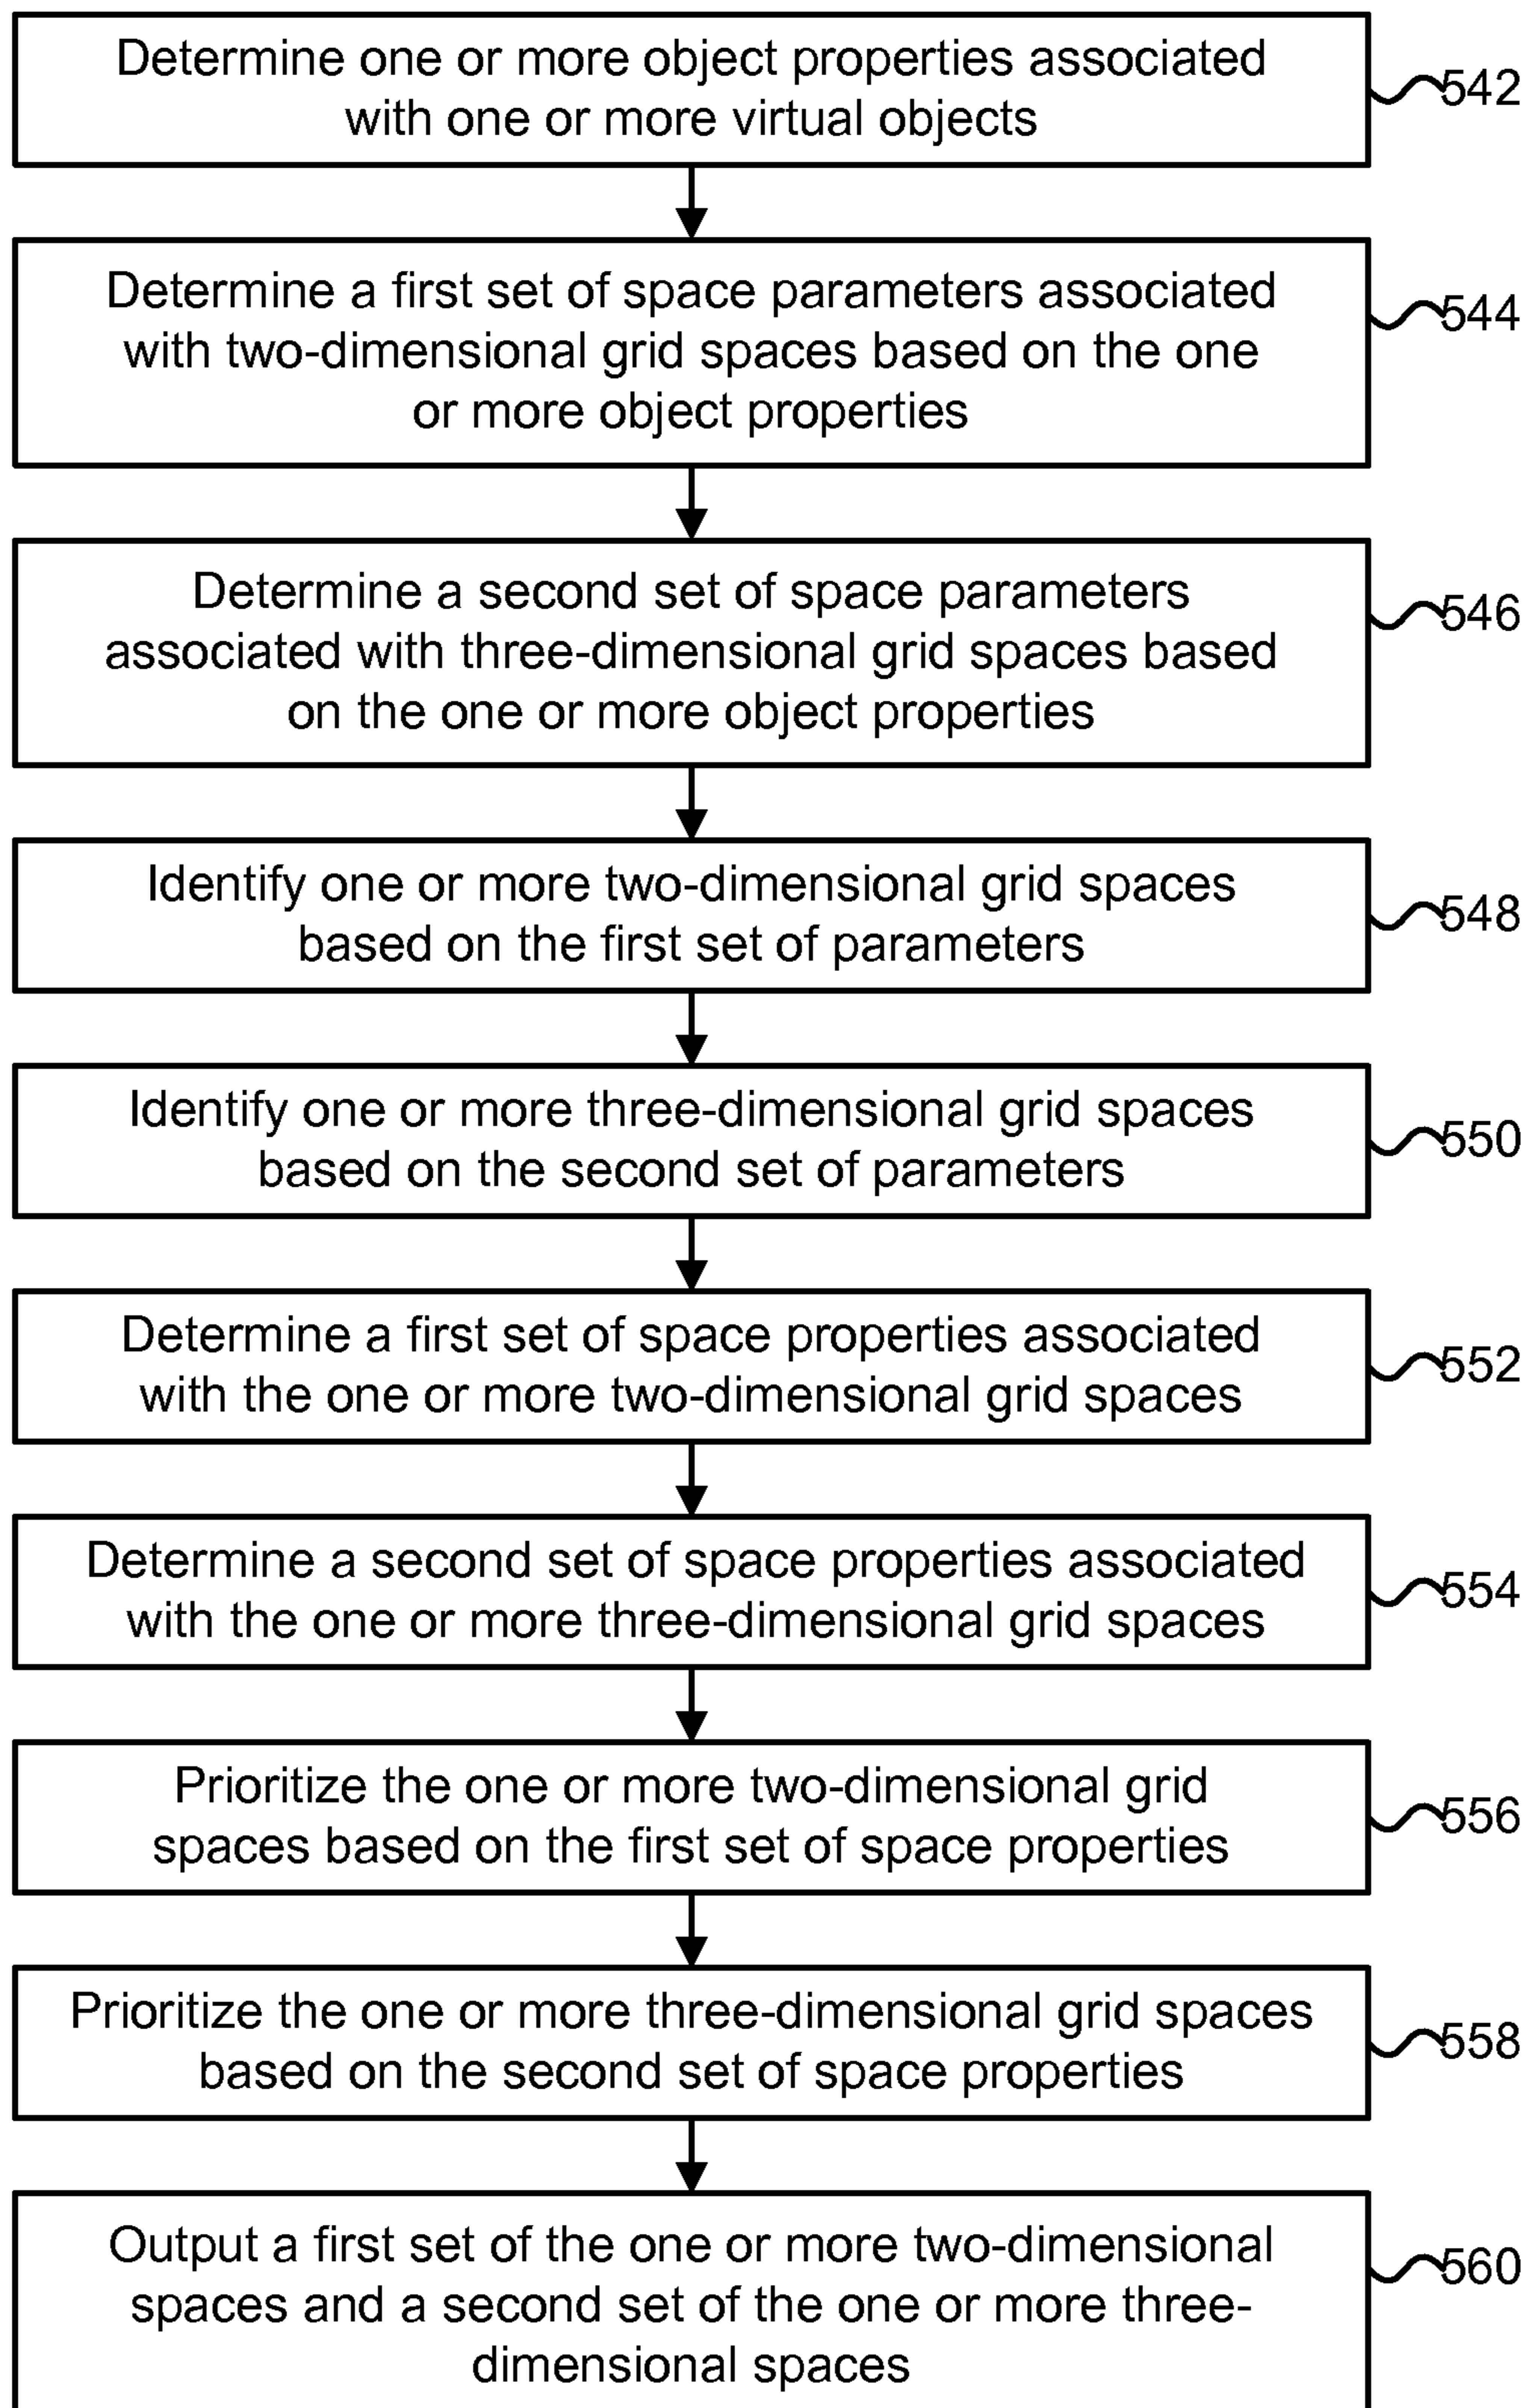 Determine one or more object properties associated
with one or more virtual objects
542
Determine a first set of space parameters associated
with two-dimensional grid spaces based on the one
or more object properties
544
Determine a second set of space parameters
associated with three-dimensional grid spaces based
on the one or more object properties
546
Identify one or more two-dimensional grid spaces
based on the first set of parameters
548
Identify one or more three-dimensional grid spaces
based on the second set of parameters
550
Determine a first set of space properties associated
with the one or more two-dimensional grid spaces
552
Determine a second set of space properties associated
with the one or more three-dimensional grid spaces
554
Prioritize the one or more two-dimensional grid
spaces based on the first set of space properties
556
Prioritize the one or more three-dimensional grid spaces
based on the second set of space properties
558
Output a first set of the one or more two-dimensional
spaces and a second set of the one or more three-
dimensional spaces
560